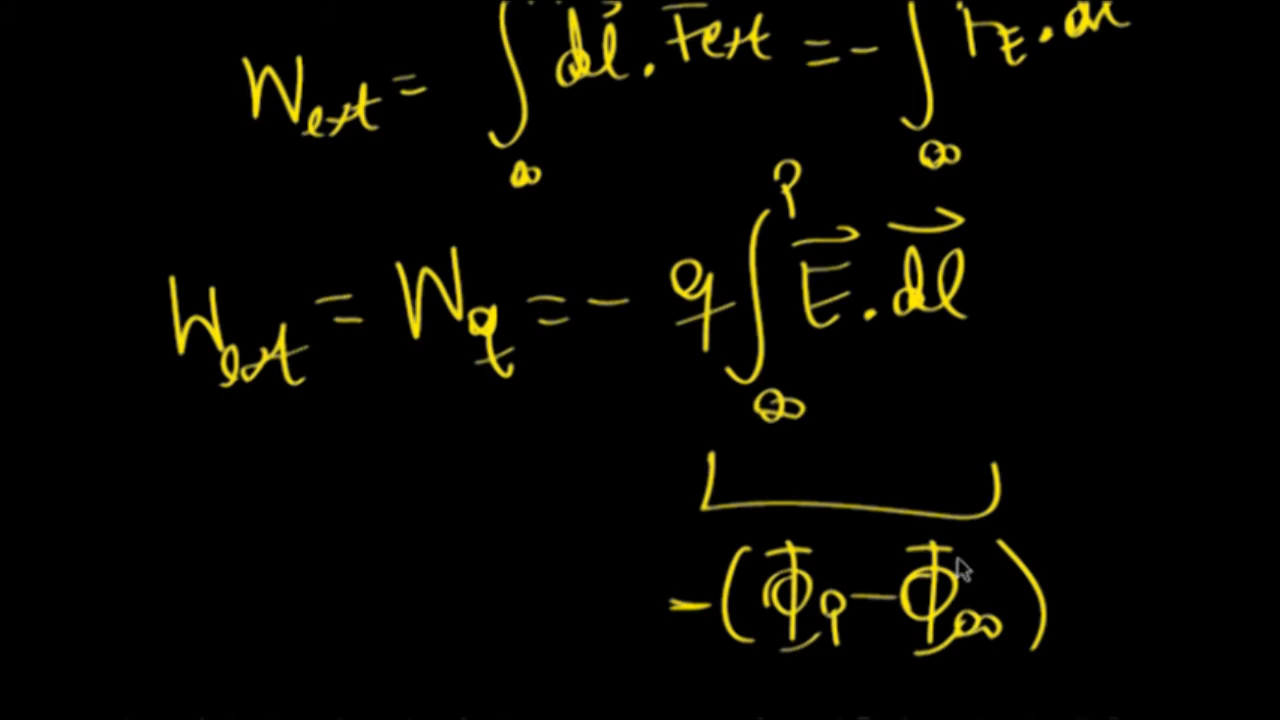 W_ext = ∫_∞ dl⃗ . F_ext = - ∫_∞ F_E . dl
W_ext = W_q = - q ∫_∞^P E⃗ . dl⃗
-(Φ_P - Φ_∞)